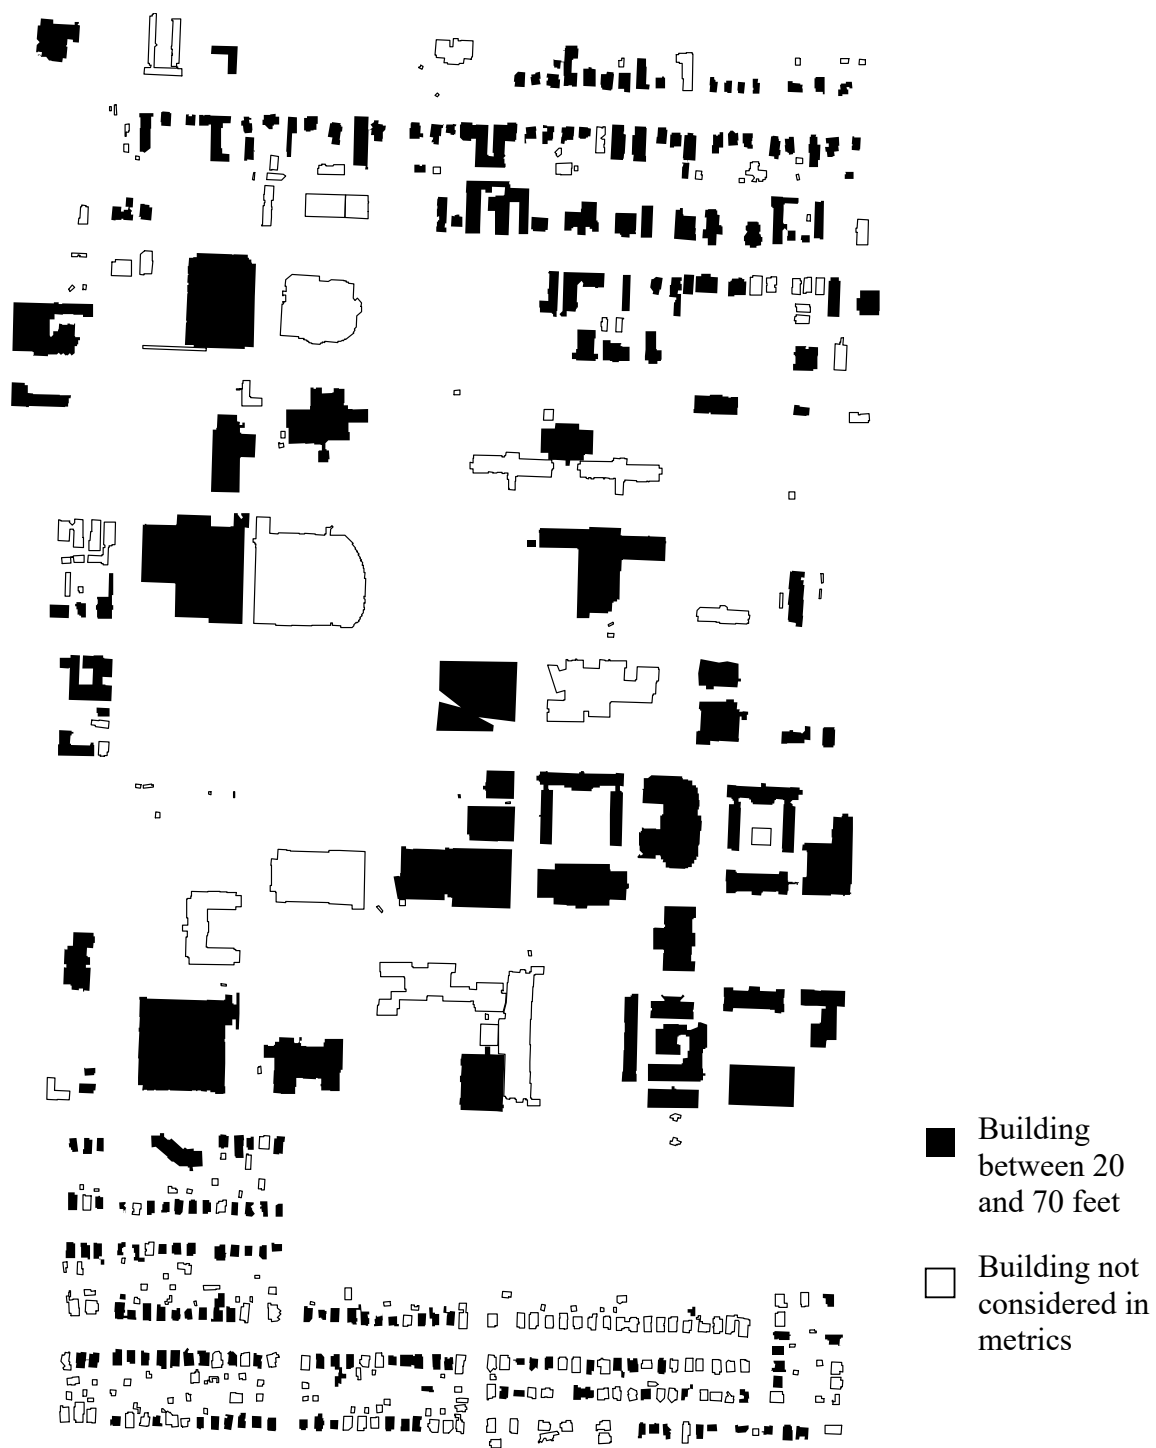 Building
between 20
and 70 feet
Building not
considered in
metrics